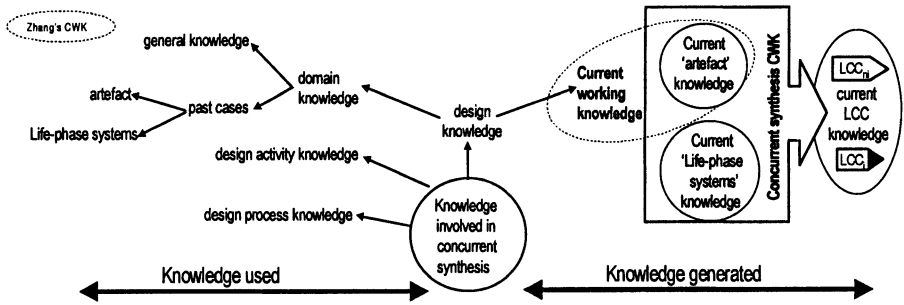 Zhang's CWK
general knowledge
artefact
past cases
domain
knowledge
Life-phase systems
design activity knowledge
design process knowledge
design
knowledge
Knowledge
involved in
concurrent
synthesis
Current
working
knowledge
Current
'artefact'
knowledge
Current
'Life-phase
systems'
knowledge
Concurrent synthesis CWK
LCCni
current
LCC
knowledge
LCCi
Knowledge used
Knowledge generated